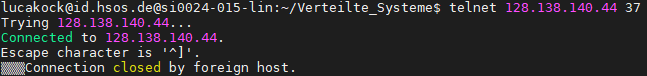 lucakock@id.hsos.de@si0024-015-lin:~/Verteilte_Systeme$ telnet 128.138.140.44 37
Trying 128.138.140.44...
Connected to 128.138.140.44.
Escape character is '^]'.
▒▒▒Connection closed by foreign host.